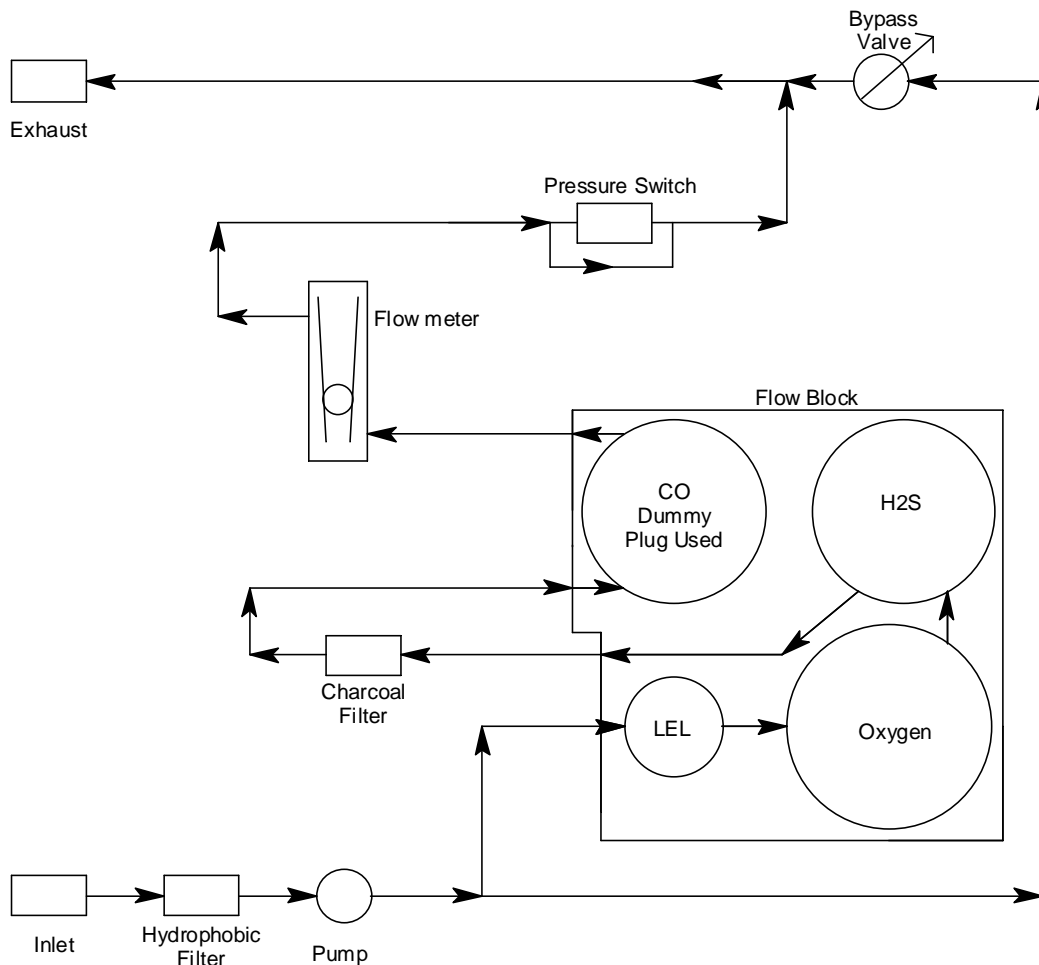 Bypass
Valve
Exhaust
Pressure Switch
Flow meter
Flow Block
CO
Dummy
Plug Used
H2S
Charcoal
Filter
LEL
Oxygen
Inlet
Hydrophobic
Filter
Pump